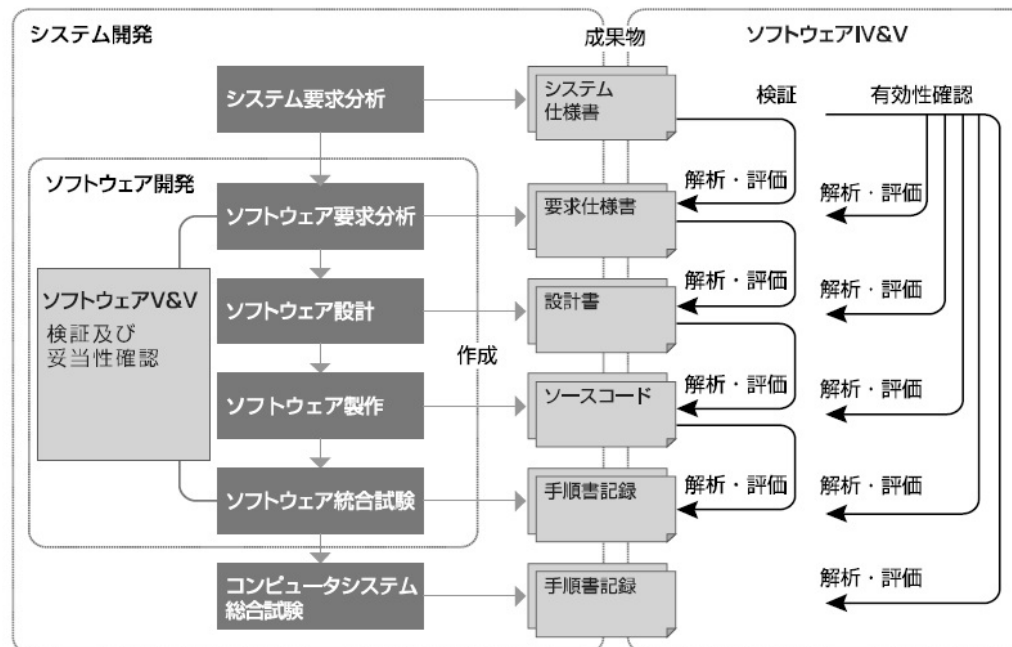 システム開発
成果物
ソフトウェアIV&V
システム要求分析
システム
仕様書
検証
有効性確認
ソフトウェア開発
解析・評価
解析・評価
ソフトウェア要求分析
要求仕様書
ソフトウェアV&V
検証及び
妥当性確認
ソフトウェア設計
設計書
解析・評価
解析・評価
作成
ソフトウェア製作
ソースコード
解析・評価
解析・評価
ソフトウェア統合試験
手順書記録
解析・評価
解析・評価
コンピュータシステム
総合試験
手順書記録
解析・評価